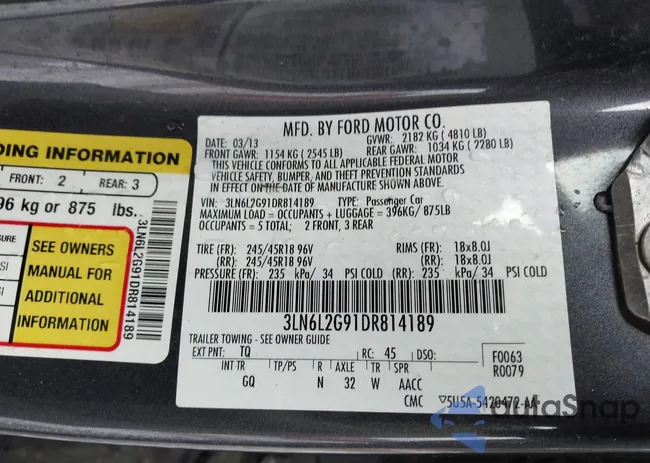 DING INFORMATION
FRONT: 2 REAR: 3
96 kg or 875 lbs.
SURE
SEE OWNERS
MANUAL FOR
ADDITIONAL
INFORMATION
3LN6L2G91DR814189
MFD. BY FORD MOTOR CO.
DATE: 03/13 GVWR: 2182 KG ( 4810 LB)
FRONT GAWR: 1154 KG ( 2545 LB) REAR GAWR: 1034 KG ( 2280 LB)
THIS VEHICLE CONFORMS TO ALL APPLICABLE FEDERAL MOTOR
VEHICLE SAFETY, BUMPER, AND THEFT PREVENTION STANDARDS
IN EFFECT ON THE DATE OF MANUFACTURE SHOWN ABOVE.
VIN: 3LN6L2G91DR814189 TYPE: Passenger Car
MAXIMUM LOAD = OCCUPANTS + LUGGAGE = 396KG/ 875LB
OCCUPANTS = 5 TOTAL: 2 FRONT, 3 REAR
TIRE (FR): 245/45R18 96V RIMS (FR): 18x8.0J
(RR): 245/45R18 96V (RR): 18x8.0J
PRESSURE (FR): 235 kPa/ 34 PSI COLD (RR): 235 kPa/ 34 PSI COLD
3LN6L2G91DR814189
TRAILER TOWING - SEE OWNER GUIDE
EXT PNT: TQ RC: 45 DSO: F0063
R0079
INT TR TP/PS R AXLE TR SPR
GQ N 32 W AACC
CMC ▽5U5A-5420472-AA
AutoSnap